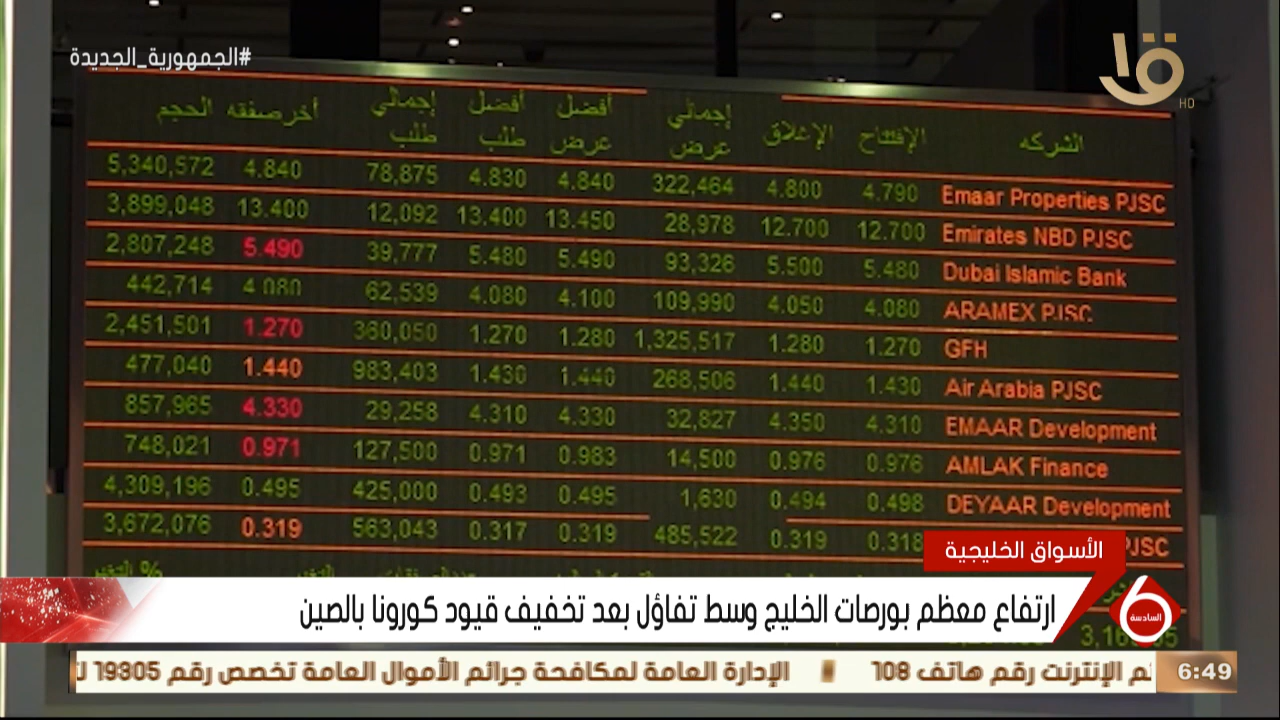 #الجمهورية_الجديدة
HD
الشركه الإفتتاح الإغلاق إجمالي عرض أفضل عرض أفضل طلب إجمالي طلب أخر صفقه الحجم
Emaar Properties PJSC 4.790 4.800 322,464 4.840 4.830 78,875 4.840 5,340,572
Emirates NBD PJSC 12.700 12.700 28,978 13.450 13.400 12,092 13.400 3,899,048
Dubai Islamic Bank 5.480 5.500 93,326 5.490 5.480 39,777 5.490 2,807,248
ARAMEX PJSC 4.080 4.050 109,990 4.100 4.080 62,539 4.080 442,714
GFH 1.270 1.280 1,325,517 1.280 1.270 360,050 1.270 2,451,501
Air Arabia PJSC 1.430 1.440 268,506 1.440 1.430 983,403 1.440 477,040
EMAAR Development 4.310 4.350 32,827 4.330 4.310 29,258 4.330 857,965
AMLAK Finance 0.976 0.976 14,500 0.983 0.971 127,500 0.971 748,021
DEYAAR Development 0.498 0.494 1,630 0.495 0.493 425,000 0.495 4,309,196
PJSC 0.318 0.319 485,522 0.319 0.317 563,043 0.319 3,672,076
الأسواق الخليجية
ارتفاع معظم بورصات الخليج وسط تفاؤل بعد تخفيف قيود كورونا بالصين
السادسة
الإنترنت رقم هاتف 108 الإدارة العامة لمكافحة جرائم الأموال العامة تخصص رقم 19805
6:49